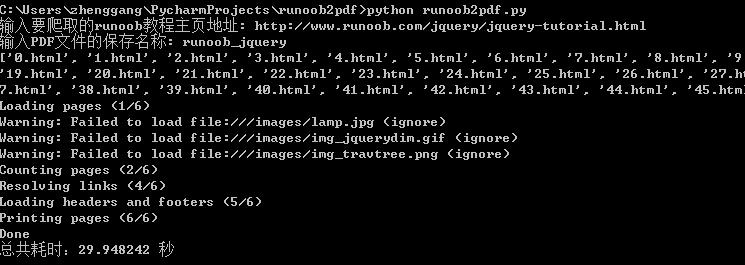 C:\Users\zhenggang\PycharmProjects\runoob2pdf>python runoob2pdf.py
输入要爬取的runoob教程主页地址: http://www.runoob.com/jquery/jquery-tutorial.html
输入PDF文件的保存名称: runoob_jquery
['0.html', '1.html', '2.html', '3.html', '4.html', '5.html', '6.html', '7.html', '8.html', '9
'19.html', '20.html', '21.html', '22.html', '23.html', '24.html', '25.html', '26.html', '27.h
7.html', '38.html', '39.html', '40.html', '41.html', '42.html', '43.html', '44.html', '45.html
Loading pages (1/6)
Warning: Failed to load file:///images/lamp.jpg (ignore)
Warning: Failed to load file:///images/img_jquerydim.gif (ignore)
Warning: Failed to load file:///images/img_travtree.png (ignore)
Counting pages (2/6)
Resolving links (4/6)
Loading headers and footers (5/6)
Printing pages (6/6)
Done
总共耗时: 29.948242 秒